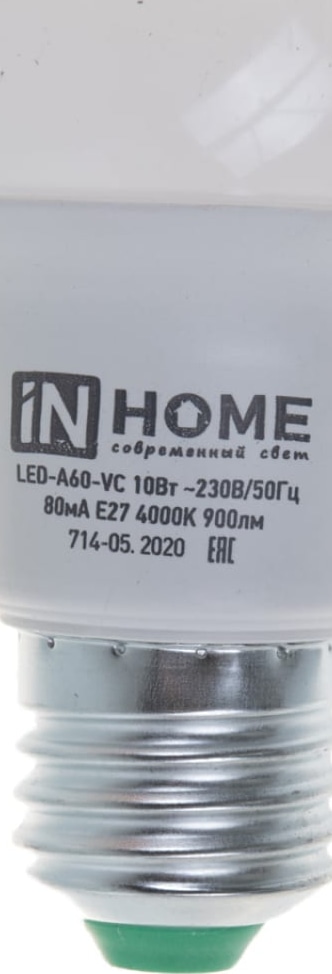 iN HOME
современный свет
LED-A60-VC 10Вт ~230В/50Гц
80мА E27 4000K 900лм
714-05. 2020 EAC